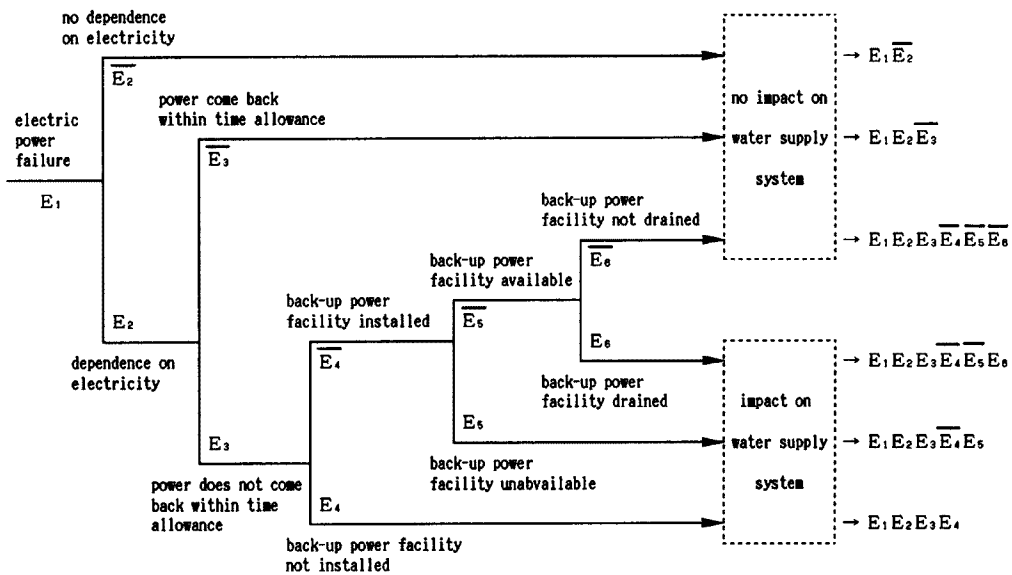 no dependence
on electricity
E̅₂
→ E₁E̅₂
power come back
within time allowance
electric
power
failure
E₁
E̅₃
no impact on
water supply
system
→ E₁E₂E̅₃
back-up power
facility not drained
E̅₆
→ E₁E₂E₃E̅₄E̅₅E̅₆
back-up power
facility available
back-up power
facility installed
E̅₅
E₂
dependence on
electricity
E̅₄
E₆
back-up power
facility drained
→ E₁E₂E₃E̅₄E̅₅E₆
impact on
water supply
system
E₃
E₅
→ E₁E₂E₃E̅₄E₅
back-up power
facility unabvailable
power does not come
back within time
allowance
E₄
→ E₁E₂E₃E₄
back-up power facility
not installed